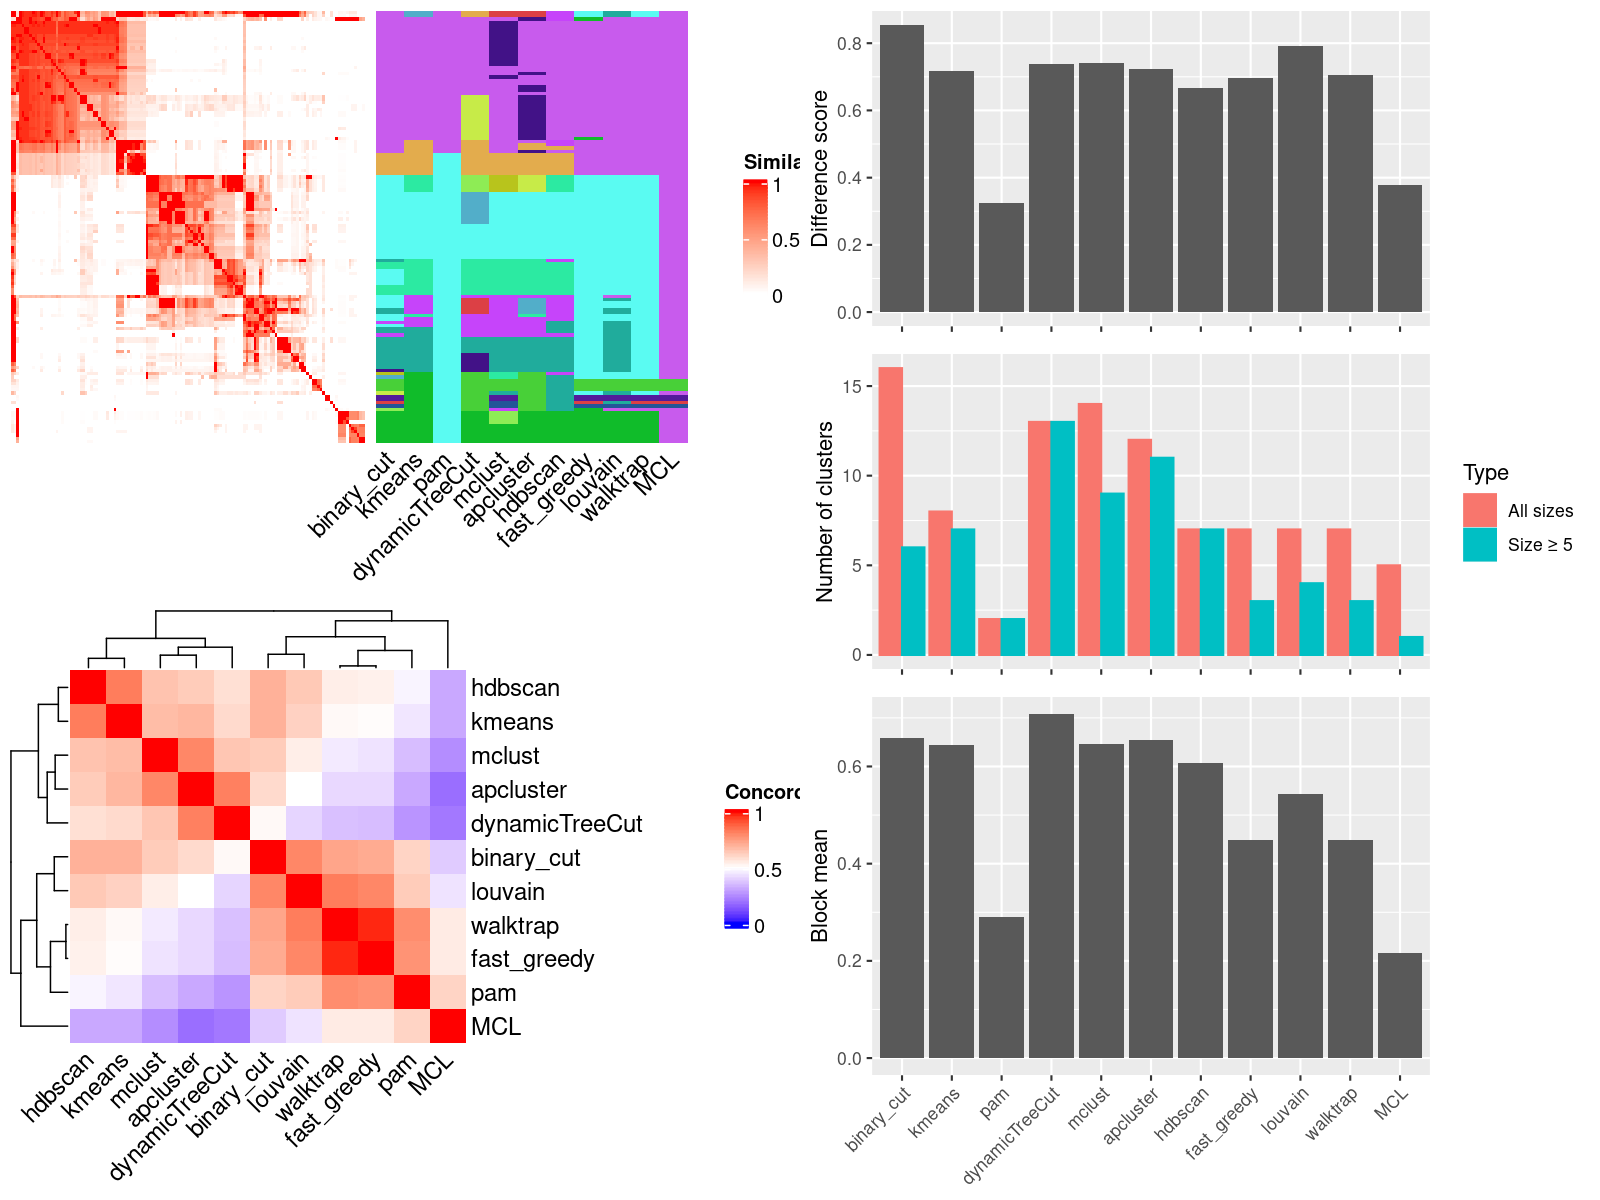 Simila
1
0.5
0
binary_cut
kmeans
pam
dynamicTreeCut
mclust
apcluster
hdbscan
fast_greedy
louvain
walktrap
MCL
hdbscan
kmeans
mclust
apcluster
dynamicTreeCut
binary_cut
louvain
walktrap
fast_greedy
pam
MCL
hdbscan
kmeans
mclust
apcluster
dynamicTreeCut
binary_cut
louvain
walktrap
fast_greedy
pam
MCL
Concord
1
0.5
0
Difference score
0.8
0.6
0.4
0.2
0.0
Number of clusters
15
10
5
0
Type
All sizes
Size ≥ 5
Block mean
0.6
0.4
0.2
0.0
binary_cut
kmeans
pam
dynamicTreeCut
mclust
apcluster
hdbscan
fast_greedy
louvain
walktrap
MCL